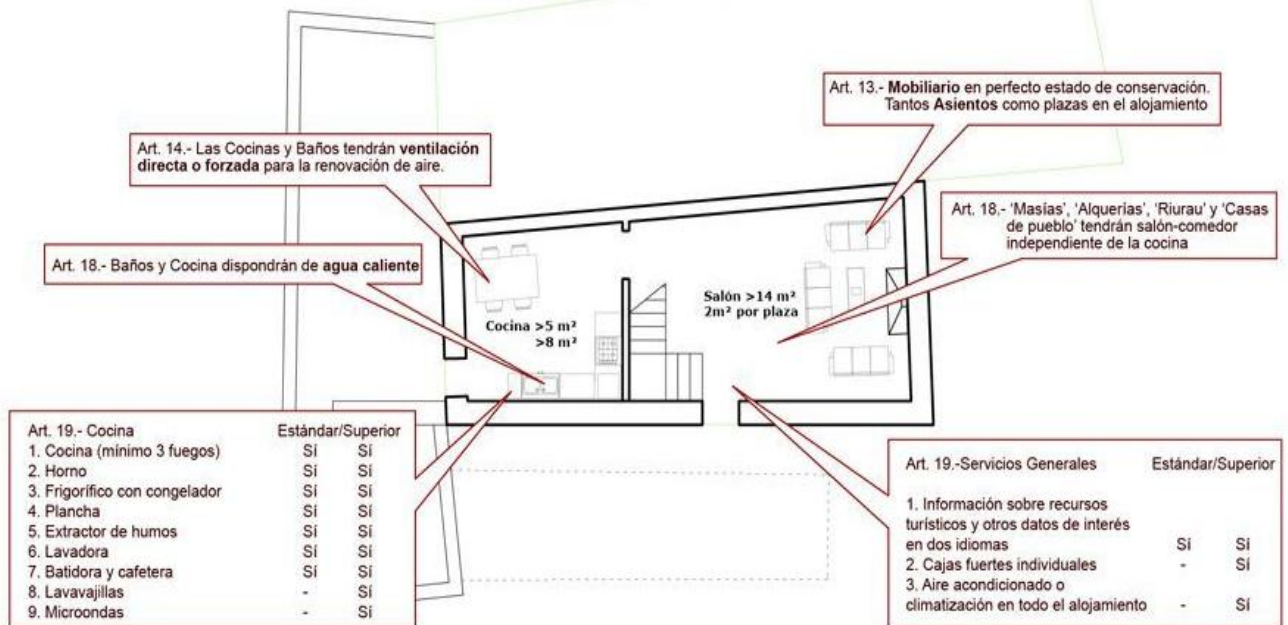 Art. 13.- Mobiliario en perfecto estado de conservación.
Tantos Asientos como plazas en el alojamiento
Art. 14.- Las Cocinas y Baños tendrán ventilación
directa o forzada para la renovación de aire.
Art. 18.- 'Masías', 'Alquerías', 'Riurau' y 'Casas
de pueblo' tendrán salón-comedor
independiente de la cocina
Art. 18.- Baños y Cocina dispondrán de agua caliente
Salón >14 m²
2m² por plaza
Cocina >5 m²
>8 m²
Art. 19.- Cocina Estándar/Superior
1. Cocina (mínimo 3 fuegos) Sí Sí
2. Horno Sí Sí
3. Frigorífico con congelador Sí Sí
4. Plancha Sí Sí
5. Extractor de humos Sí Sí
6. Lavadora Sí Sí
7. Batidora y cafetera Sí Sí
8. Lavavajillas - Sí
9. Microondas - Sí
Art. 19.-Servicios Generales Estándar/Superior
1. Información sobre recursos
turísticos y otros datos de interés
en dos idiomas Sí Sí
2. Cajas fuertes individuales - Sí
3. Aire acondicionado o
climatización en todo el alojamiento - Sí